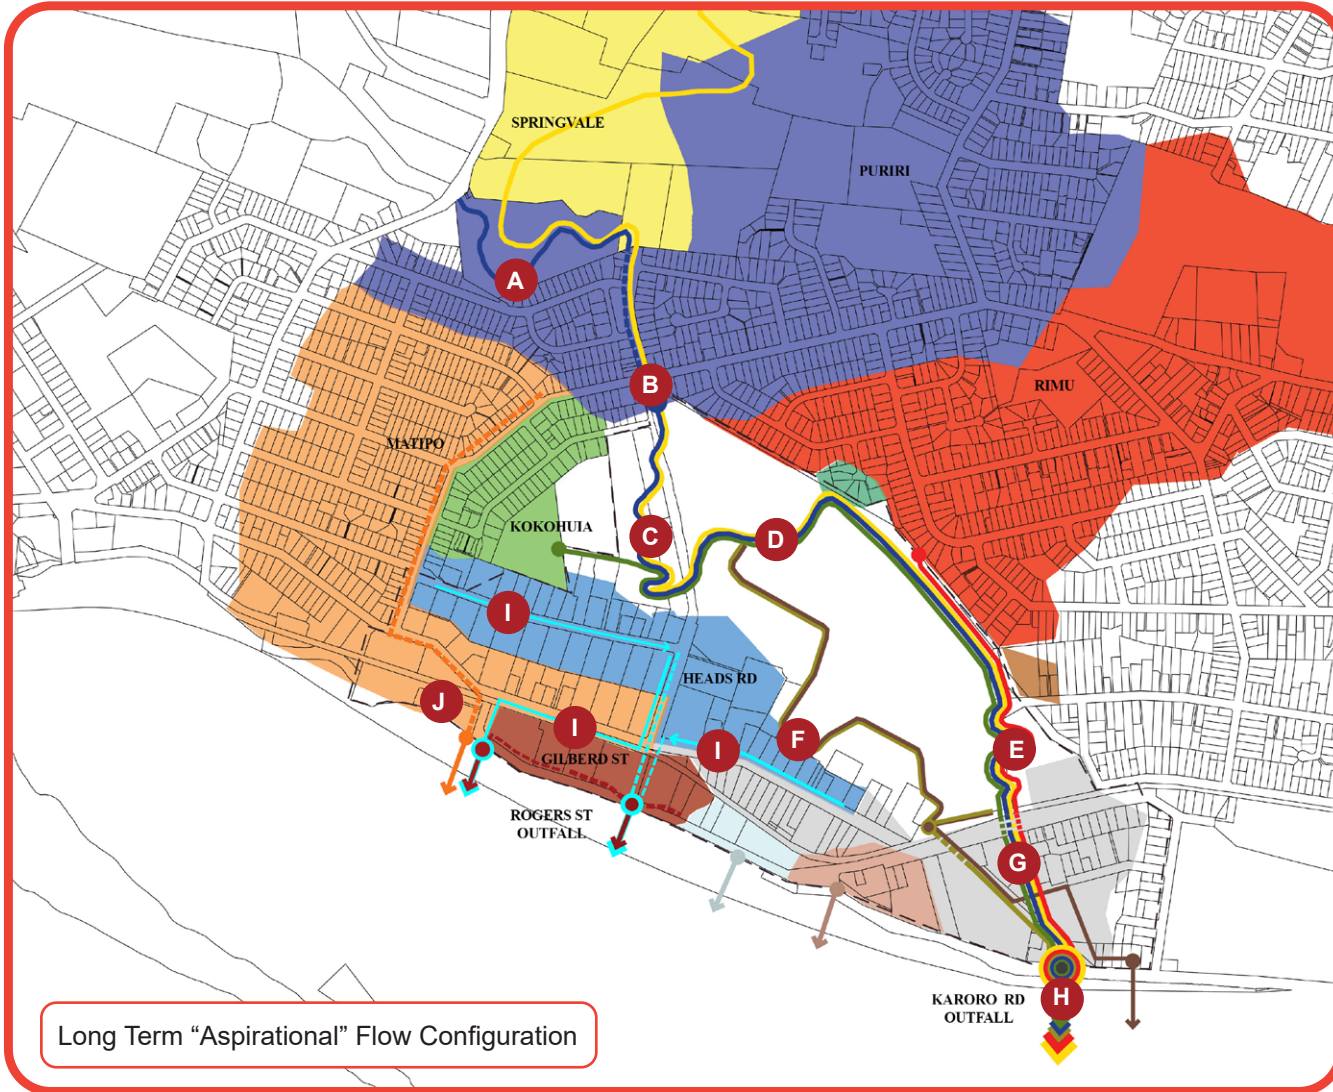 SPRINGVALE
PURIRI
A
B
RIMU
MATIPO
KOKOHUIA
C
D
I
HEADS RD
J
I
I
F
E
GILBERD ST
ROGERS ST
OUTFALL
G
KARORO RD
OUTFALL
H
Long Term “Aspirational” Flow Configuration